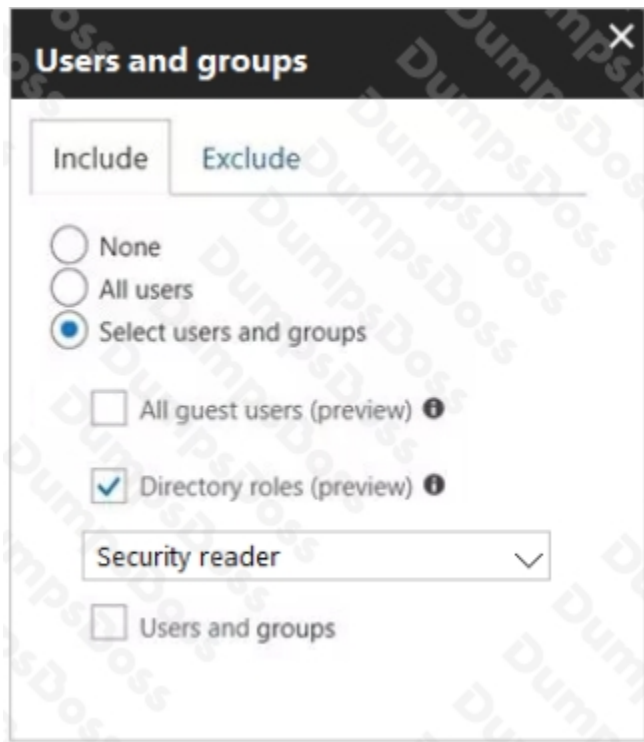 Users and groups
Include Exclude
None
All users
Select users and groups
All guest users (preview)
Directory roles (preview)
Security reader
Users and groups
DumpsDoss